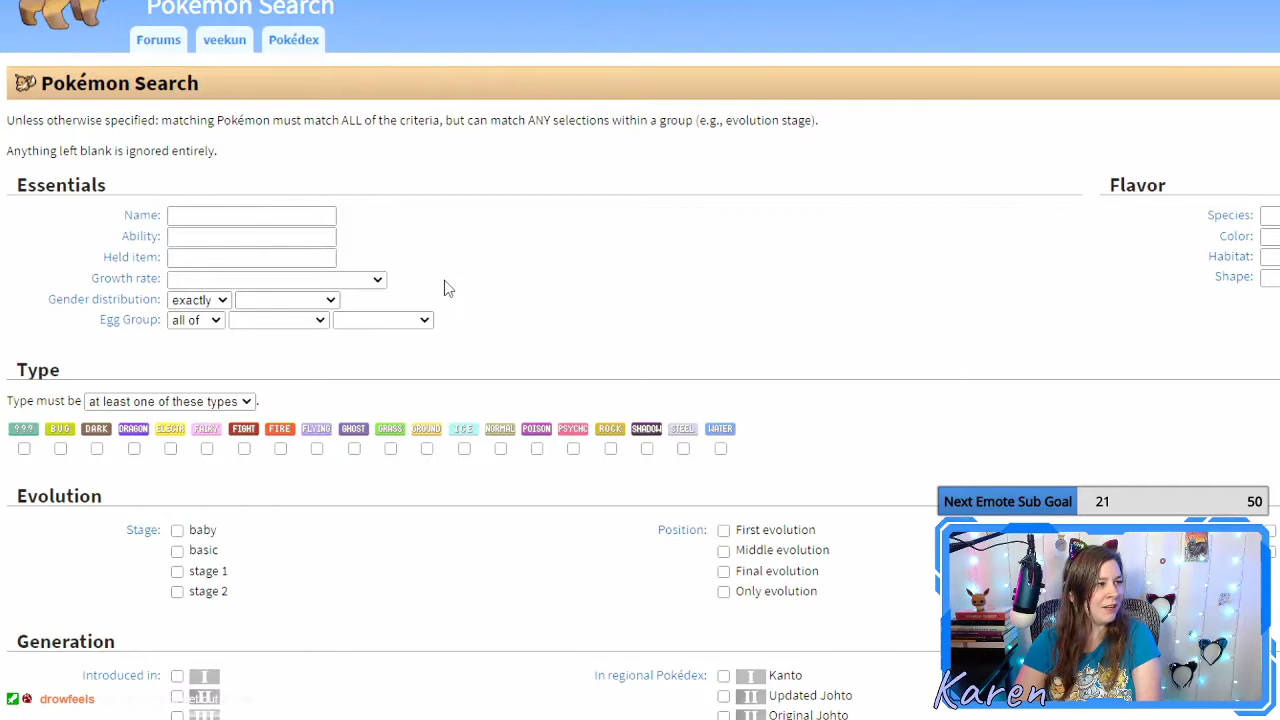 Pokémon Search
Forums veekun Pokédex
Pokémon Search
Unless otherwise specified: matching Pokémon must match ALL of the criteria, but can match ANY selections within a group (e.g., evolution stage).
Anything left blank is ignored entirely.
Essentials
Name:
Ability:
Held item:
Growth rate:
Gender distribution: exactly
Egg Group: all of
Flavor
Species:
Color:
Habitat:
Shape:
Type
Type must be at least one of these types .
??? BUG DARK DRAGON ELECTR FAIRY FIGHT FIRE FLYING GHOST GRASS GROUND ICE NORMAL POISON PSYCHC ROCK SHADOW STEEL WATER
Evolution
Stage: baby
basic
stage 1
stage 2
Position: First evolution
Middle evolution
Final evolution
Only evolution
Next Emote Sub Goal 21 50
Generation
Introduced in: I
II
III
In regional Pokédex: I Kanto
II Updated Johto
II Original Johto
drowfeels
Karen